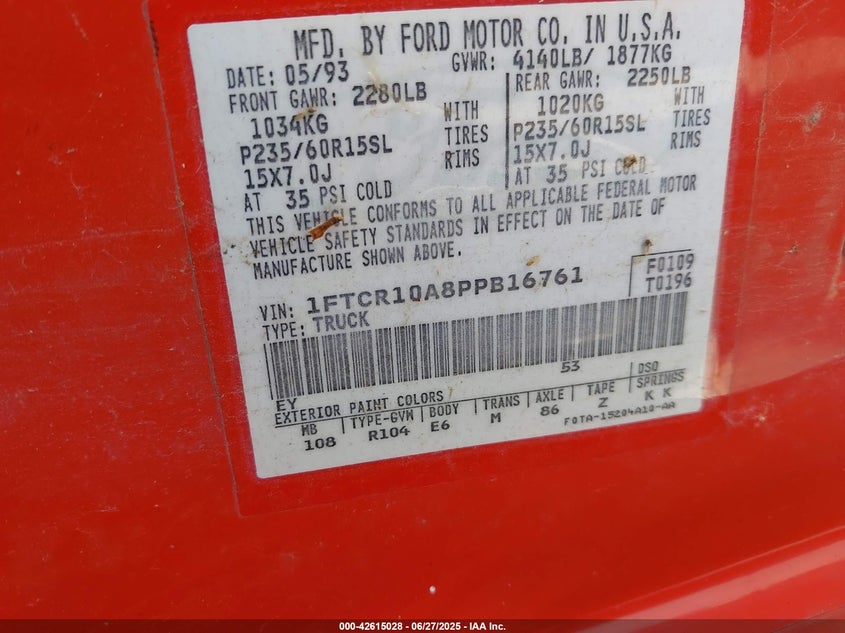 MFD. BY FORD MOTOR CO. IN U.S.A.
DATE: 05/93 GVWR: 4140LB/ 1877KG
FRONT GAWR: 2280LB REAR GAWR: 2250LB
1034KG WITH 1020KG WITH
P235/60R15SL TIRES P235/60R15SL TIRES
15X7.0J RIMS 15X7.0J RIMS
AT 35 PSI COLD AT 35 PSI COLD
THIS VEHICLE CONFORMS TO ALL APPLICABLE FEDERAL MOTOR
VEHICLE SAFETY STANDARDS IN EFFECT ON THE DATE OF
MANUFACTURE SHOWN ABOVE.
F0109
VIN: 1FTCR10A8PPB16761 T0196
TYPE: TRUCK
53
EY DSO
EXTERIOR PAINT COLORS
MB TYPE-GVM BODY TRANS AXLE TAPE SPRINGS
108 R104 E6 M 86 Z K K
F0TA-15204A10-AA
000-42615028 | 06/27/2025 | IAA Inc.